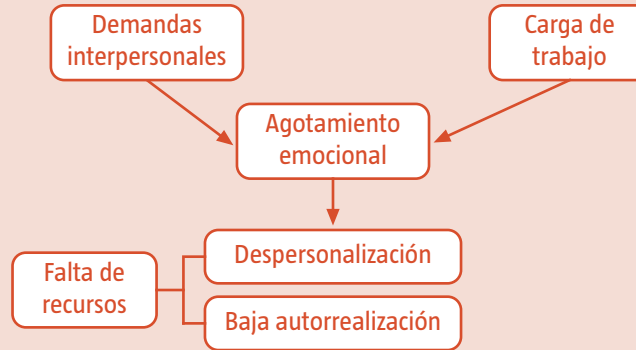 Demandas
interpersonales
Carga de
trabajo
Agotamiento
emocional
Despersonalización
Falta de
recursos
Baja autorrealización